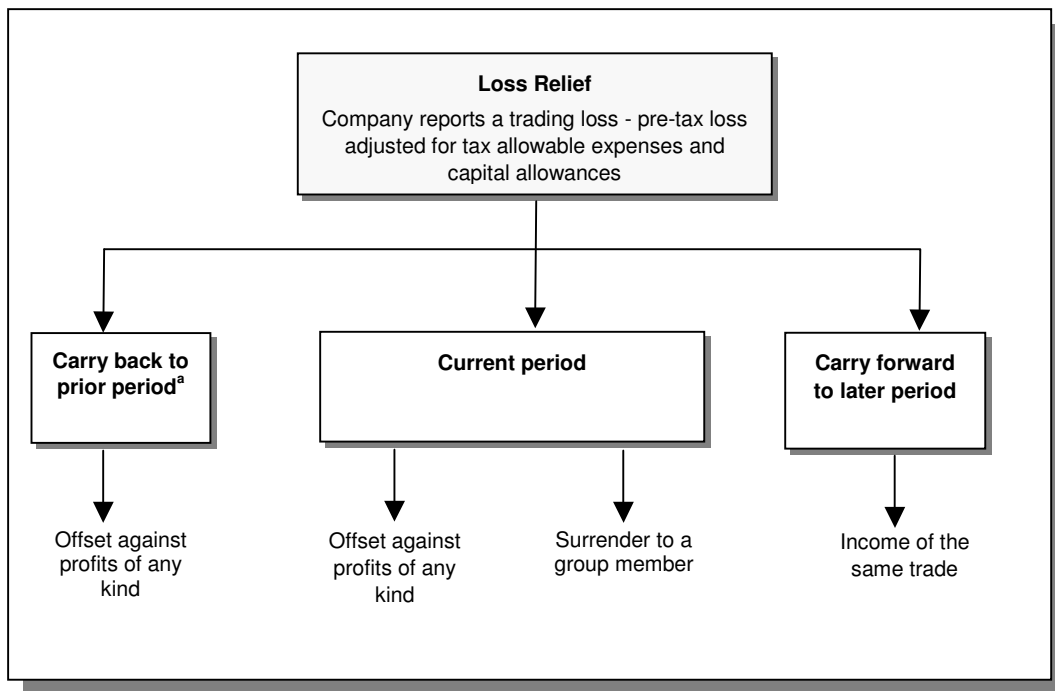 Loss Relief
Company reports a trading loss - pre-tax loss
adjusted for tax allowable expenses and
capital allowances
Carry back to
prior periodᵃ
Current period
Carry forward
to later period
Offset against
profits of any
kind
Offset against
profits of any
kind
Surrender to a
group member
Income of the
same trade